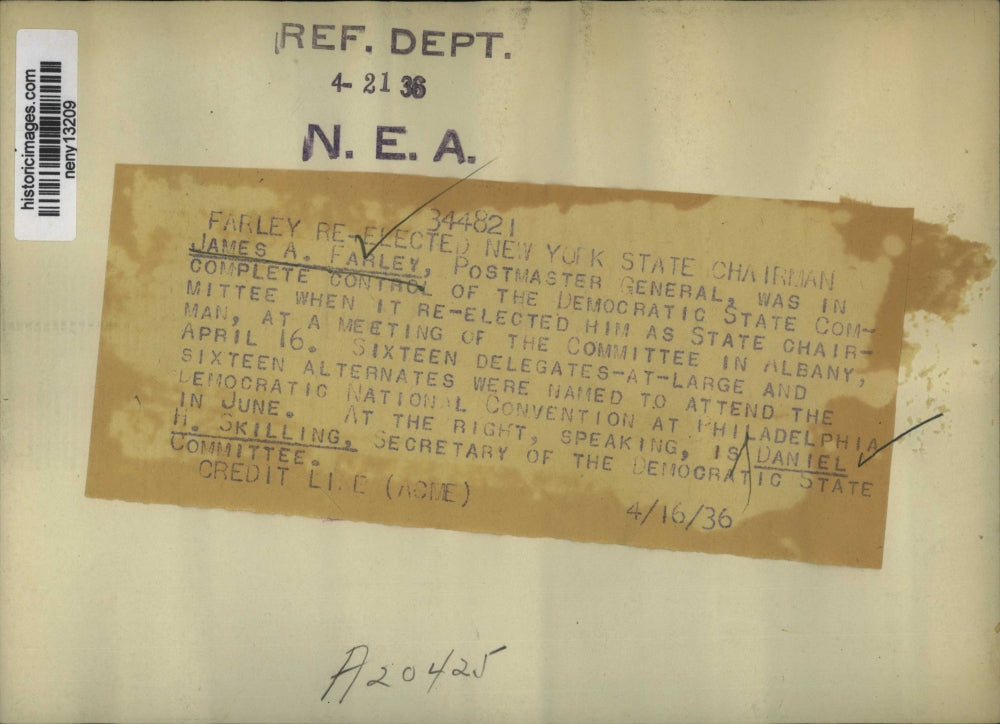 historicimages.com
neny13209
REF. DEPT.
4- 21 36
N. E. A.
344821
FARLEY RE-ELECTED NEW YORK STATE CHAIRMAN
JAMES A. FARLEY, POSTMASTER GENERAL, WAS IN
COMPLETE CONTROL OF THE DEMOCRATIC STATE COM-
MITTEE WHEN IT RE-ELECTED HIM AS STATE CHAIR-
MAN, AT A MEETING OF THE COMMITTEE IN ALBANY,
APRIL 16. SIXTEEN DELEGATES-AT-LARGE AND
SIXTEEN ALTERNATES WERE NAMED TO ATTEND THE
DEMOCRATIC NATIONAL CONVENTION AT PHILADELPHIA
IN JUNE. AT THE RIGHT, SPEAKING, IS DANIEL
H. SKILLING, SECRETARY OF THE DEMOCRATIC STATE
COMMITTEE.
CREDIT LINE (ACME) 4/16/36
A20425